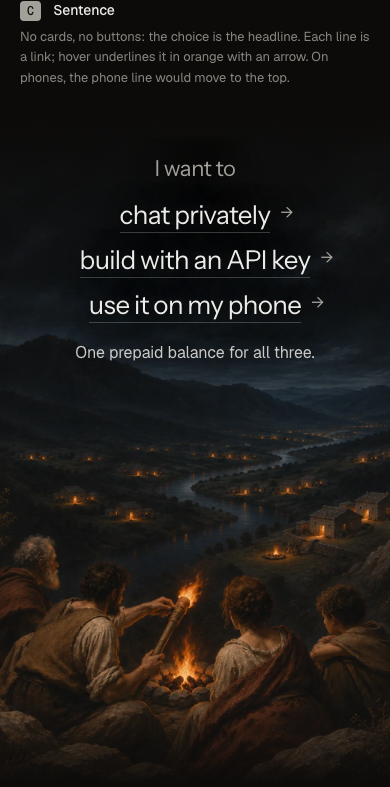 C Sentence
No cards, no buttons: the choice is the headline. Each line is
a link; hover underlines it in orange with an arrow. On
phones, the phone line would move to the top.
I want to
chat privately →
build with an API key →
use it on my phone →
One prepaid balance for all three.